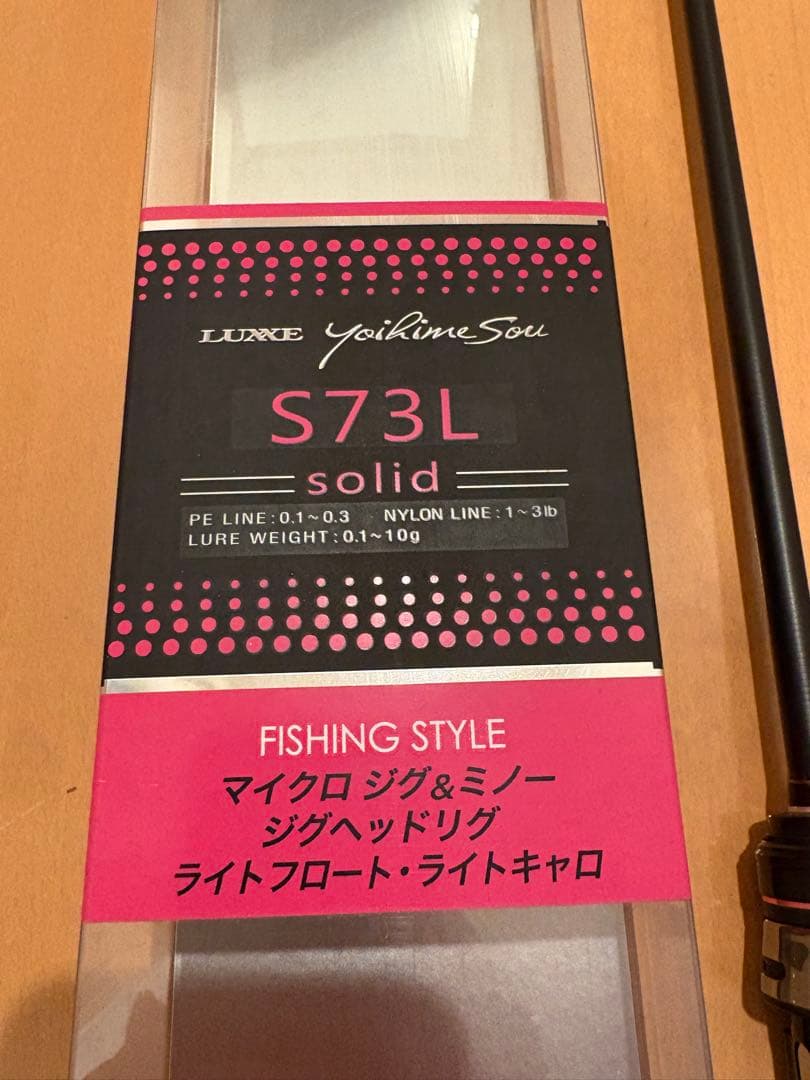 LUXXE Yoihime Sou
S73L
solid
PE LINE : 0.1~0.3 NYLON LINE : 1~3lb
LURE WEIGHT : 0.1~10g
FISHING STYLE
マイクロ ジグ&ミノー
ジグヘッドリグ
ライトフロート・ライトキャロ